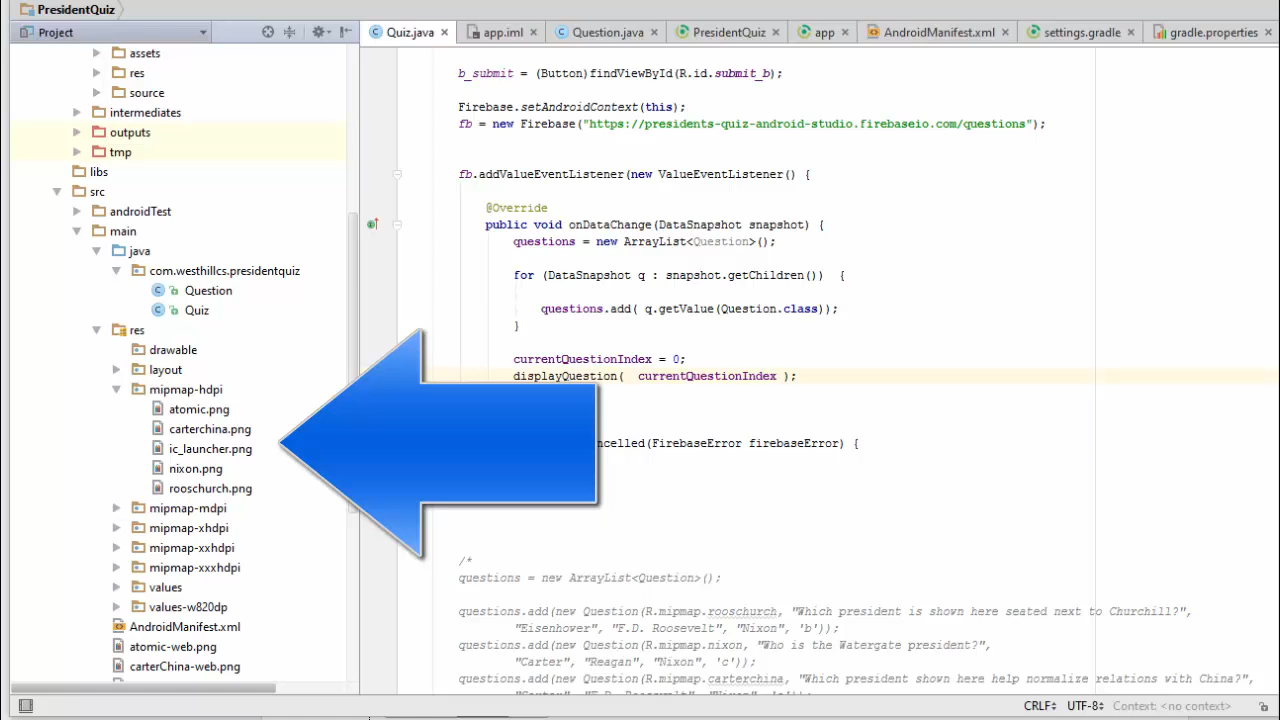 PresidentQuiz
Project
Quiz.java
app.iml
Question.java
PresidentQuiz
app
AndroidManifest.xml
settings.gradle
gradle.properties
assets
res
source
intermediates
outputs
tmp
libs
src
androidTest
main
java
com.westhillcs.presidentquiz
Question
Quiz
res
drawable
layout
mipmap-hdpi
atomic.png
carterchina.png
ic_launcher.png
nixon.png
rooschurch.png
mipmap-mdpi
mipmap-xhdpi
mipmap-xxhdpi
mipmap-xxxhdpi
values
values-w820dp
AndroidManifest.xml
atomic-web.png
carterChina-web.png
b_submit = (Button)findViewById(R.id.submit_b);
Firebase.setAndroidContext(this);
fb = new Firebase("https://presidents-quiz-android-studio.firebaseio.com/questions");
fb.addValueEventListener(new ValueEventListener() {
@Override
public void onDataChange(DataSnapshot snapshot) {
questions = new ArrayList<Question>();
for (DataSnapshot q : snapshot.getChildren()) {
questions.add( q.getValue(Question.class));
}
currentQuestionIndex = 0;
displayQuestion( currentQuestionIndex );
ncelled(FirebaseError firebaseError) {
/*
questions = new ArrayList<Question>();
questions.add(new Question(R.mipmap.rooschurch, "Which president is shown here seated next to Churchill?",
"Eisenhower", "F.D. Roosevelt", "Nixon", 'b'));
questions.add(new Question(R.mipmap.nixon, "Who is the Watergate president?",
"Carter", "Reagan", "Nixon", 'c'));
questions.add(new Question(R.mipmap.carterchina, "Which president shown here help normalize relations with China?",
CRLF UTF-8 Context: <no context>